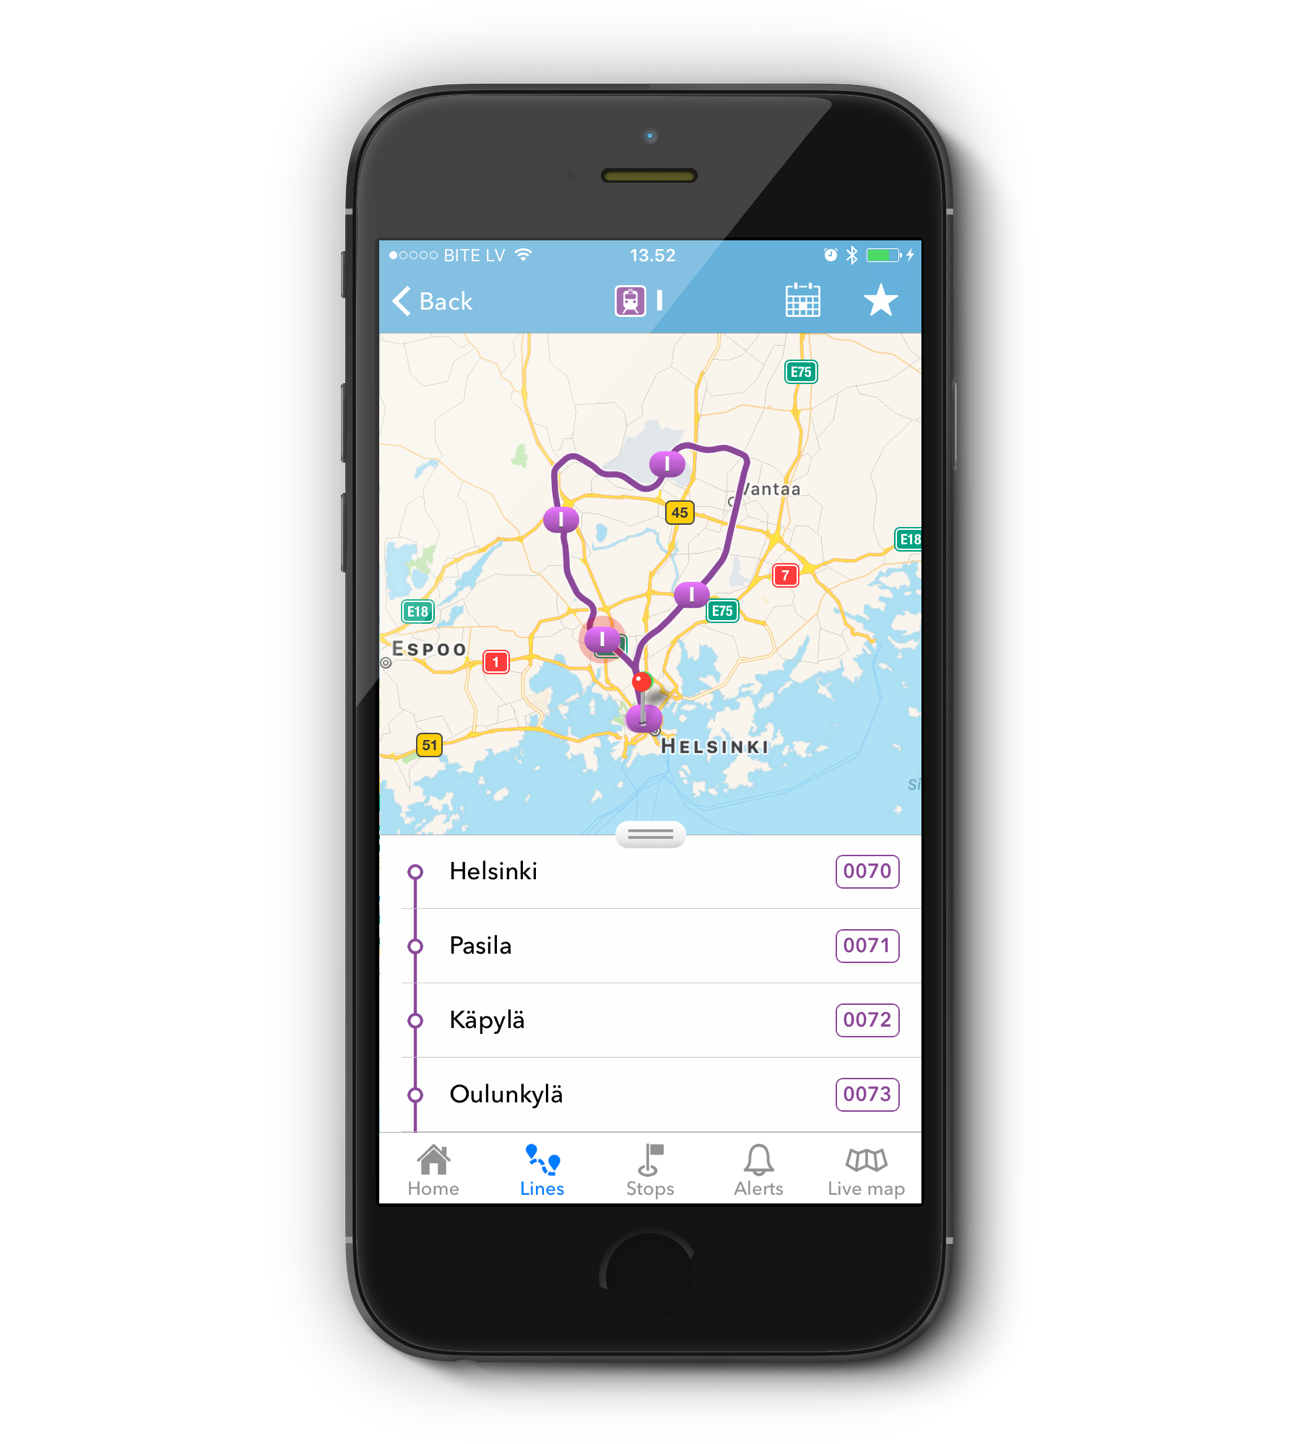 BITE LV
13.52
Back
I
E75
I
Vantaa
45
I
E18
7
I
E75
E18
I
ESPOO
1
HELSINKI
51
Si
Helsinki
0070
Pasila
0071
Käpylä
0072
Oulunkylä
0073
Home
Lines
Stops
Alerts
Live map